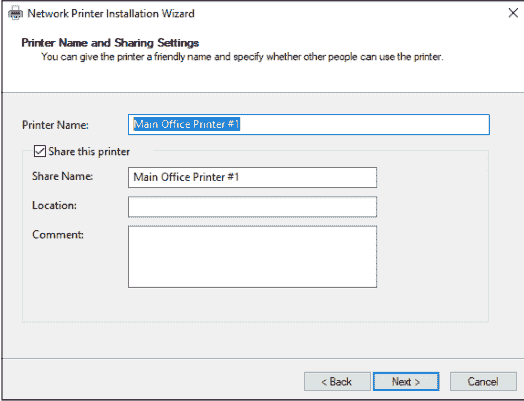 Network Printer Installation Wizard
Printer Name and Sharing Settings
You can give the printer a friendly name and specify whether other people can use the printer.
Printer Name: Main Office Printer #1
Share this printer
Share Name: Main Office Printer #1
Location:
Comment:
< Back Next > Cancel